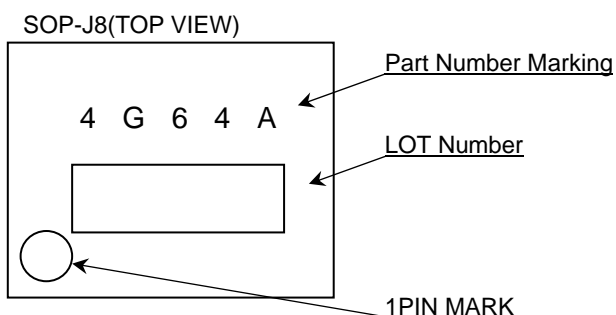 SOP-J8(TOP VIEW)
Part Number Marking
4 G 6 4 A
LOT Number
1PIN MARK